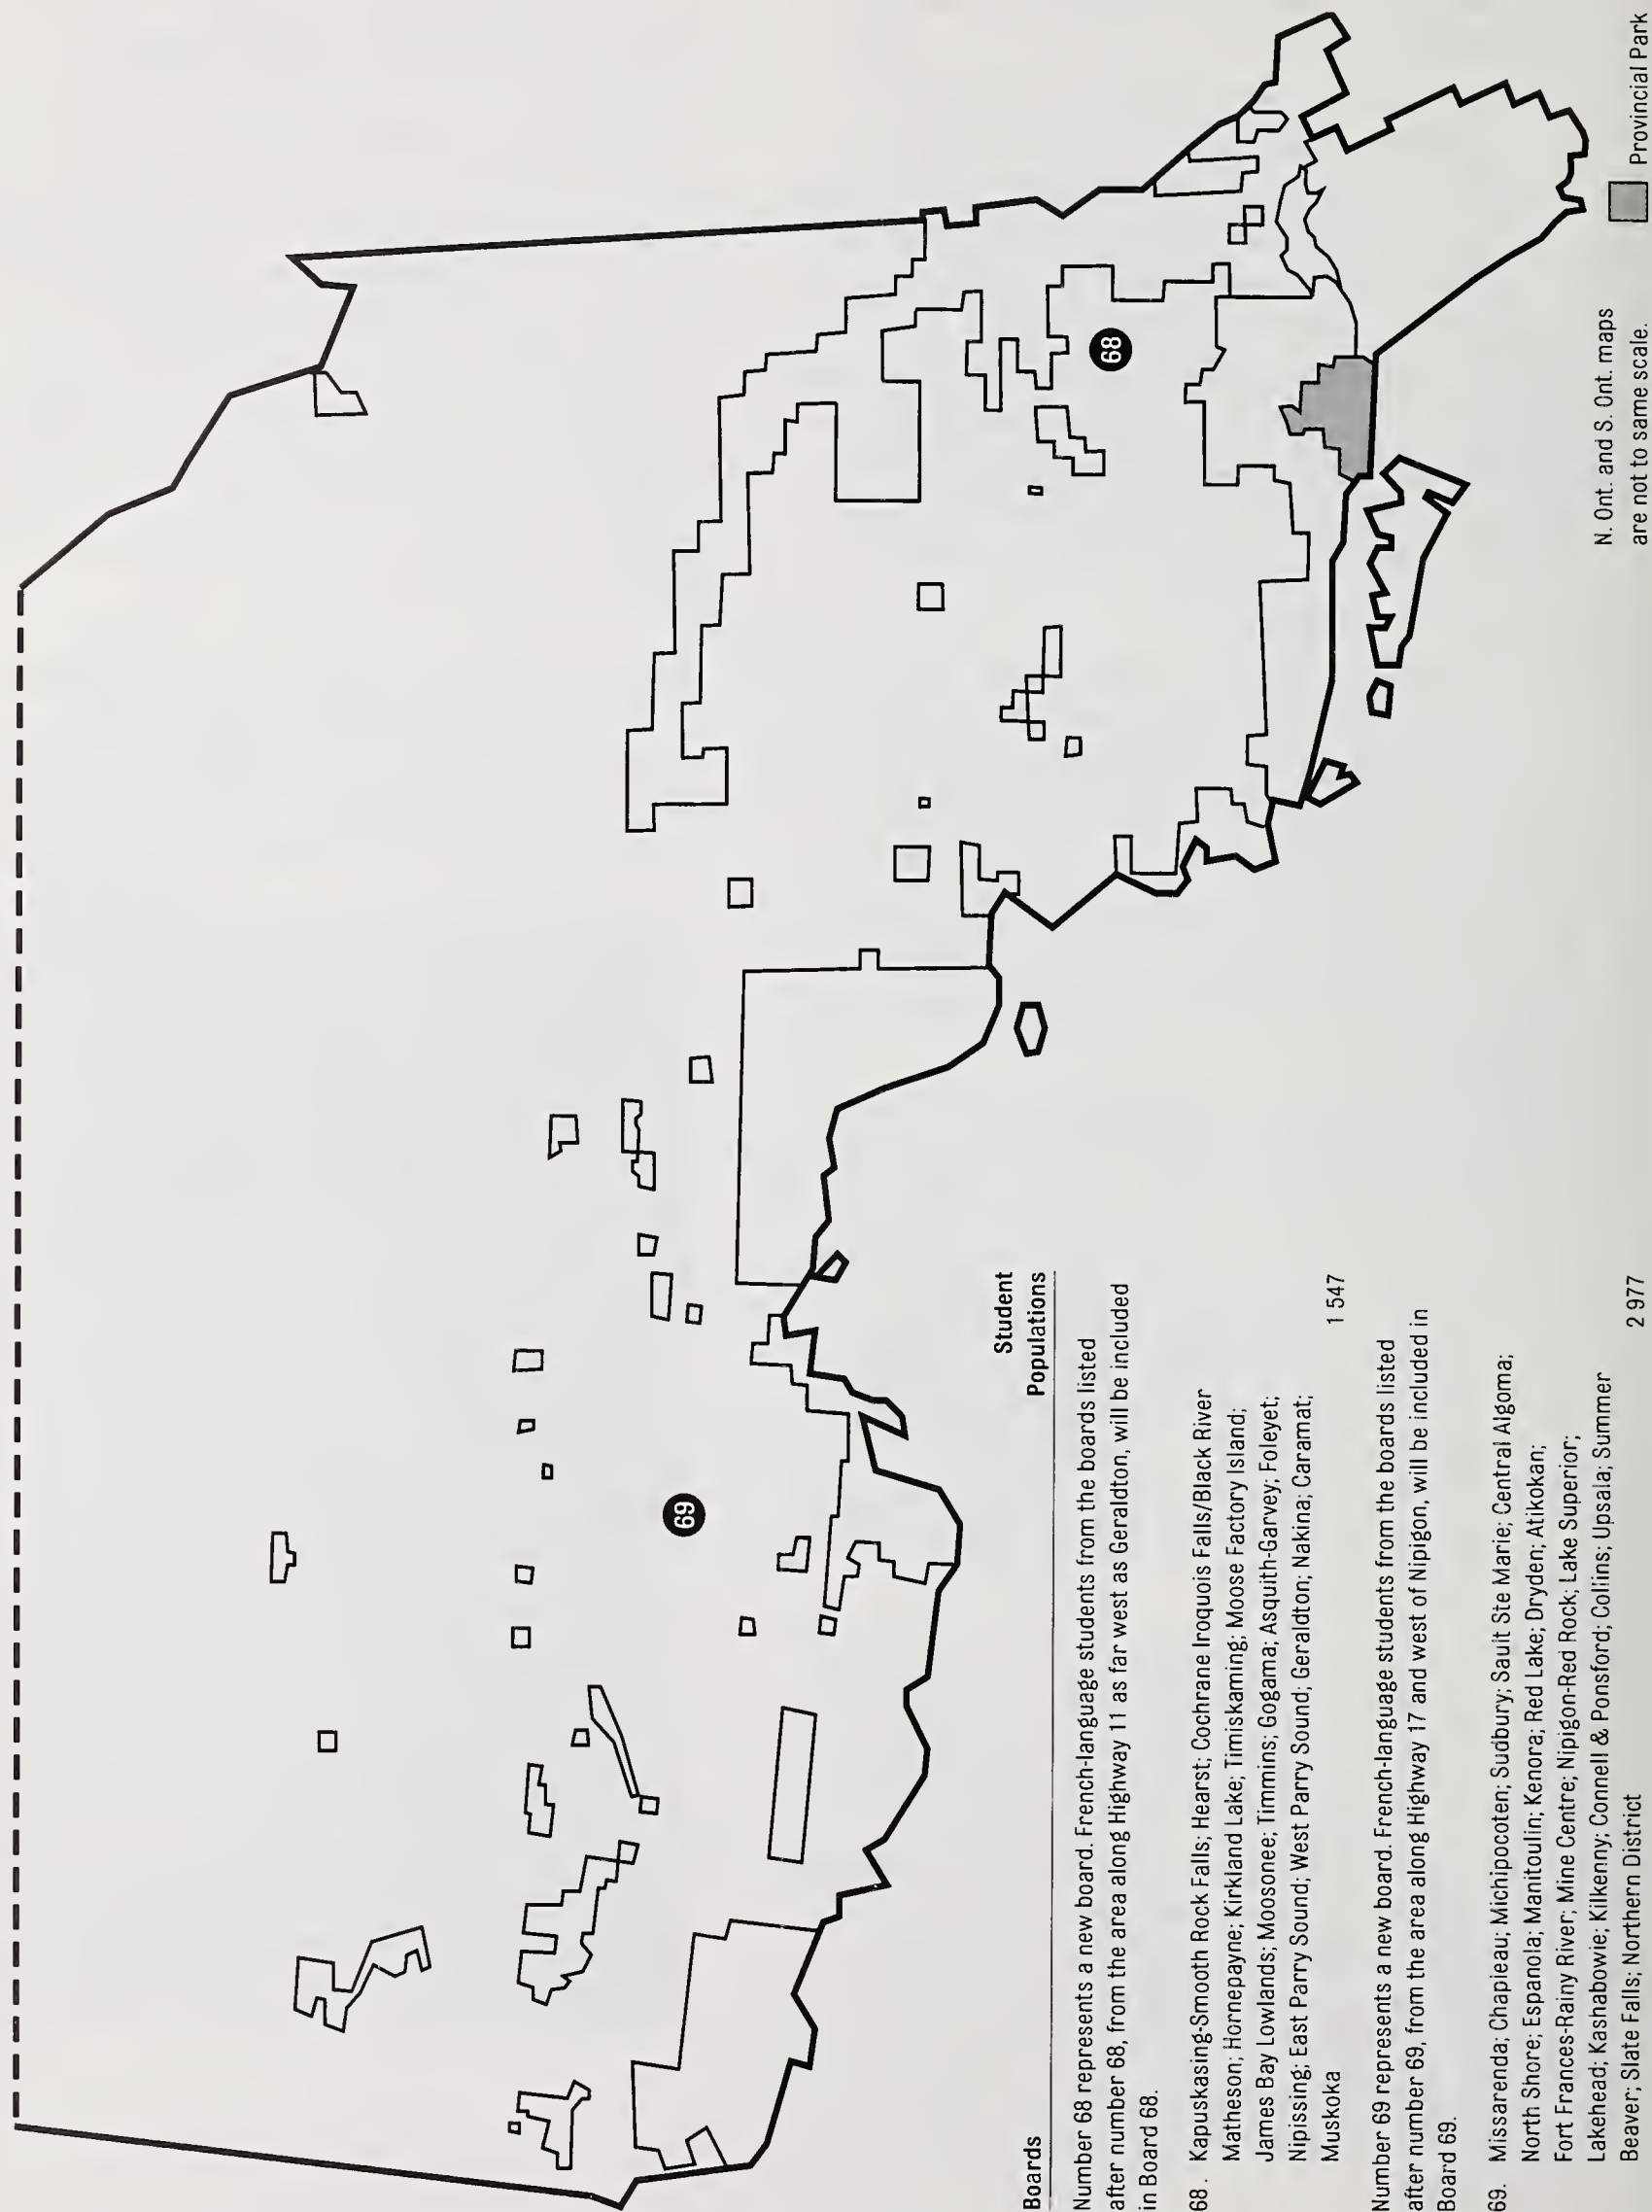 69
68
Boards
Student
Populations
Number 68 represents a new board. French-language students from the boards listed
after number 68, from the area along Highway 11 as far west as Geraldton, will be included
in Board 68.
68. Kapuskasing-Smooth Rock Falls; Hearst; Cochrane Iroquois Falls/Black River
Matheson; Hornepayne; Kirkland Lake; Timiskaming; Moose Factory Island;
James Bay Lowlands; Moosonee; Timmins; Gogama; Asquith-Garvey; Foleyet;
Nipissing; East Parry Sound; West Parry Sound; Geraldton; Nakina; Caramat;
Muskoka 1 547
Number 69 represents a new board. French-language students from the boards listed
after number 69, from the area along Highway 17 and west of Nipigon, will be included in
Board 69.
69. Missarenda; Chapieau; Michipocoten; Sudbury; Sault Ste Marie; Central Algoma;
North Shore; Espanola; Manitoulin; Kenora; Red Lake; Dryden; Atikokan;
Fort Frances-Rainy River; Mine Centre; Nipigon-Red Rock; Lake Superior;
Lakehead; Kashabowie; Kilkenny; Connell & Ponsford; Collins; Upsala; Summer
Beaver; Slate Falls; Northern District 2 977
N. Ont. and S. Ont. maps
are not to same scale.
Provincial Park